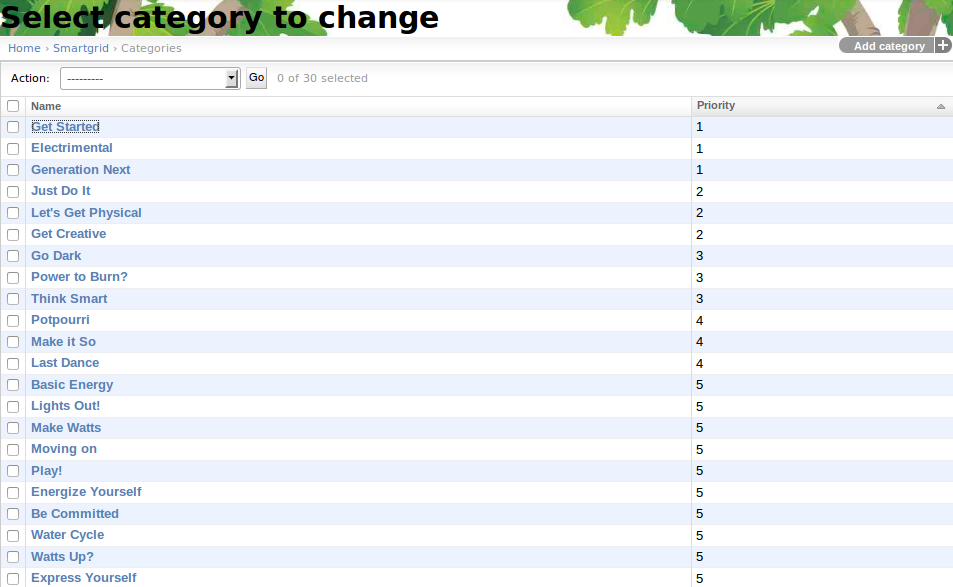 Select category to change
Home › Smartgrid › Categories
Add category +
Action: --------- Go 0 of 30 selected
Name Priority
Get Started 1
Electrimental 1
Generation Next 1
Just Do It 2
Let's Get Physical 2
Get Creative 2
Go Dark 3
Power to Burn? 3
Think Smart 3
Potpourri 4
Make it So 4
Last Dance 4
Basic Energy 5
Lights Out! 5
Make Watts 5
Moving on 5
Play! 5
Energize Yourself 5
Be Committed 5
Water Cycle 5
Watts Up? 5
Express Yourself 5